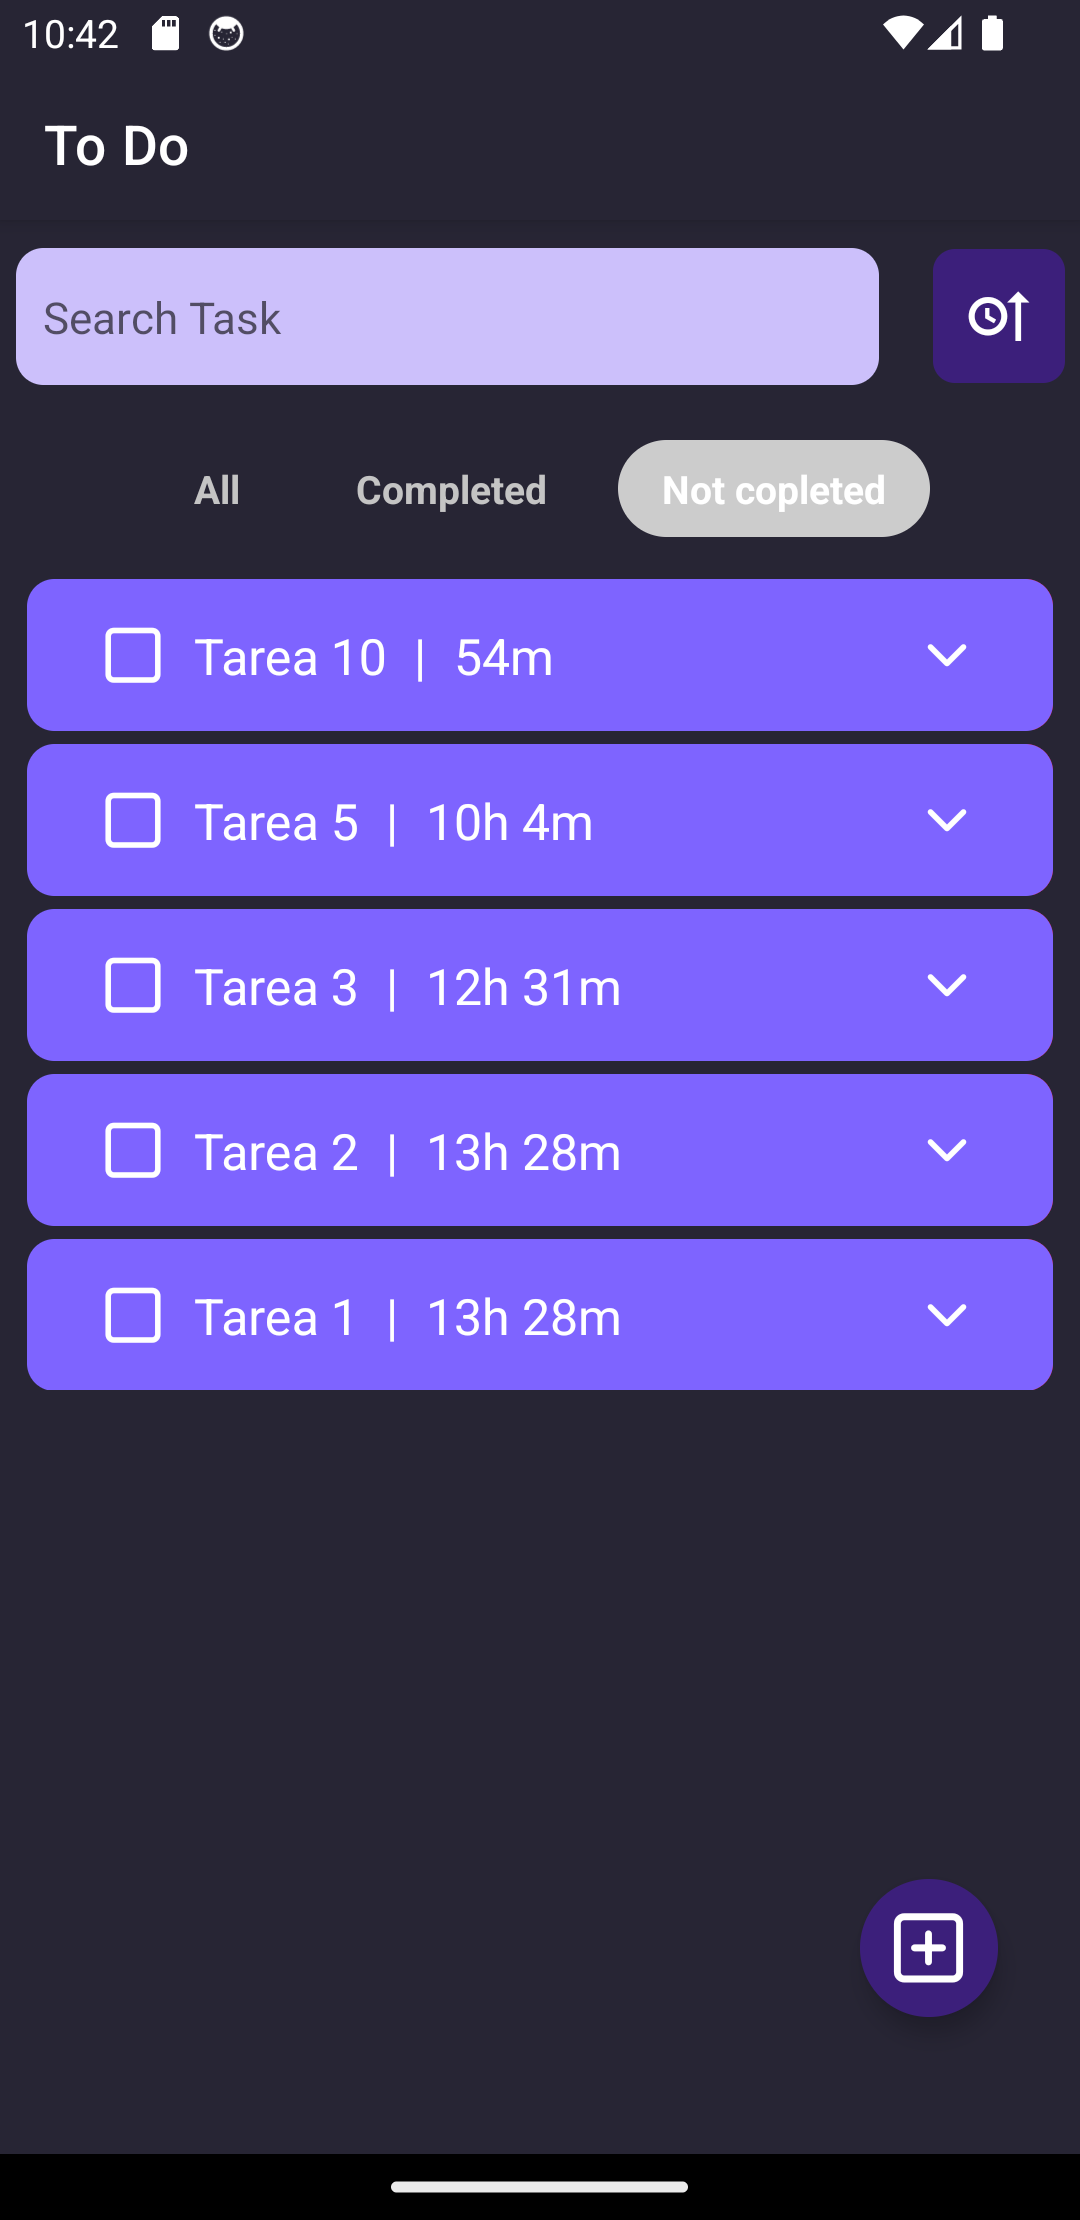 10:42
To Do
Search Task
All Completed Not copleted
Tarea 10 | 54m
Tarea 5 | 10h 4m
Tarea 3 | 12h 31m
Tarea 2 | 13h 28m
Tarea 1 | 13h 28m